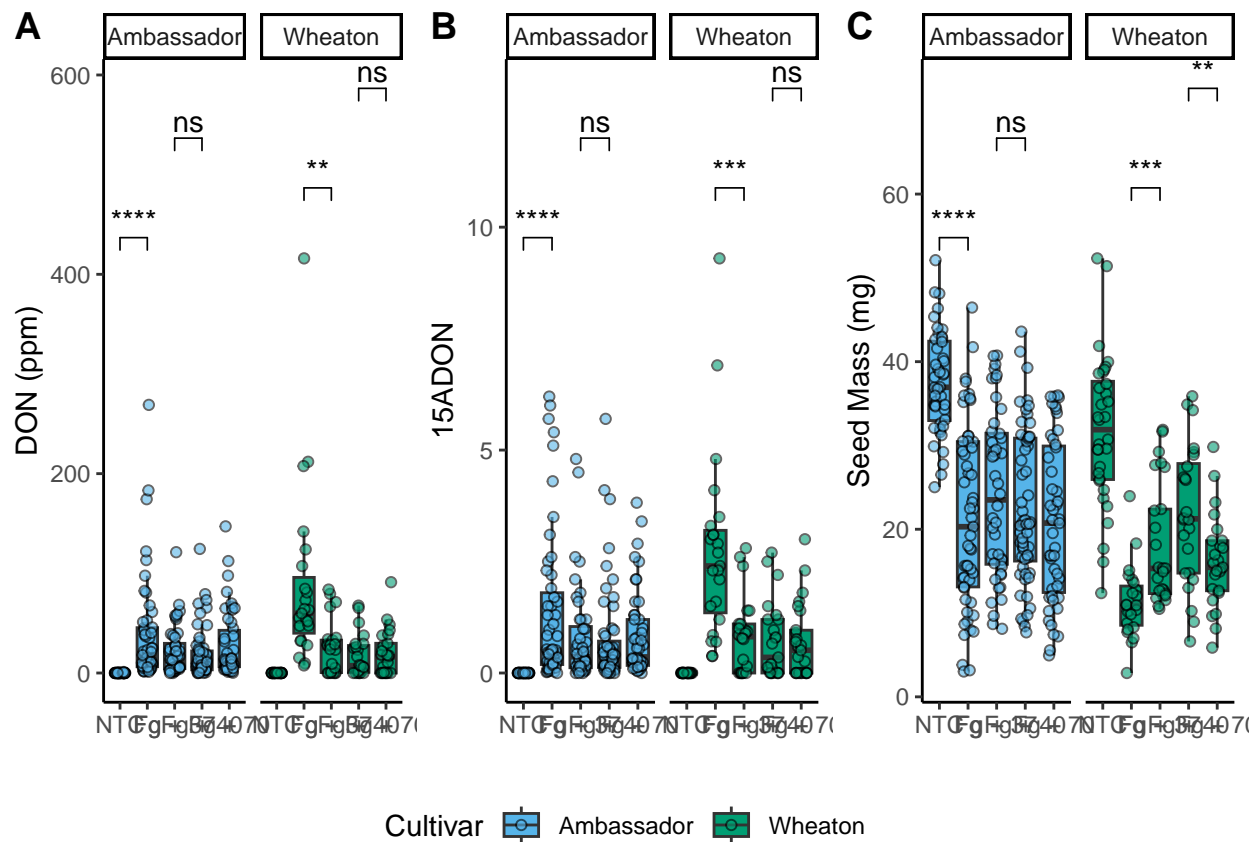 A
Ambassador
Wheaton
B
Ambassador
Wheaton
C
Ambassador
Wheaton
600
400
200
0
DON (ppm)
****
ns
**
ns
10
5
0
15ADON
****
ns
***
ns
60
40
20
0
Seed Mass (mg)
****
ns
***
**
NTC
Fg
NTC
Fg
NTC
Fg
NTC
Fg
NTC
Fg
NTC
Fg
Cultivar
Ambassador
Wheaton